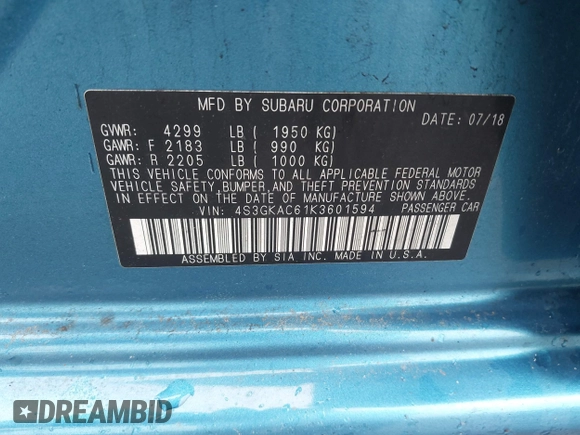 MFD BY SUBARU CORPORATION
DATE: 07/18
GVWR: 4299 LB ( 1950 KG)
GAWR: F 2183 LB ( 990 KG)
GAWR: R 2205 LB ( 1000 KG)
THIS VEHICLE CONFORMS TO ALL APPLICABLE FEDERAL MOTOR
VEHICLE SAFETY, BUMPER, AND THEFT PREVENTION STANDARDS
IN EFFECT ON THE DATE OF MANUFACTURE SHOWN ABOVE.
VIN: 4S3GKAC61K3601594 PASSENGER CAR
ASSEMBLED BY SIA INC. MADE IN U.S.A.
DREAMBID